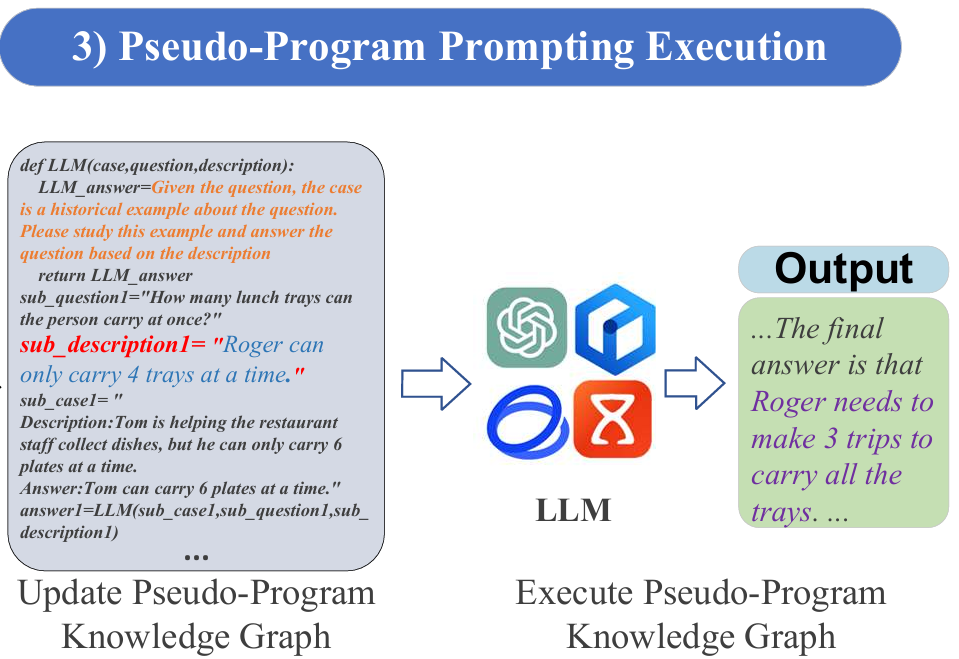 3) Pseudo-Program Prompting Execution
def LLM(case,question,description):
LLM_answer=Given the question, the case
is a historical example about the question.
Please study this example and answer the
question based on the description
return LLM_answer
sub_question1="How many lunch trays can
the person carry at once?"
sub_description1= "Roger can
only carry 4 trays at a time."
sub_case1= "
Description:Tom is helping the restaurant
staff collect dishes, but he can only carry 6
plates at a time.
Answer:Tom can carry 6 plates at a time."
answer1=LLM(sub_case1,sub_question1,sub_
description1)
...
Update Pseudo-Program
Knowledge Graph
LLM
Execute Pseudo-Program
Knowledge Graph
Output
...The final
answer is that
Roger needs to
make 3 trips to
carry all the
trays. ...